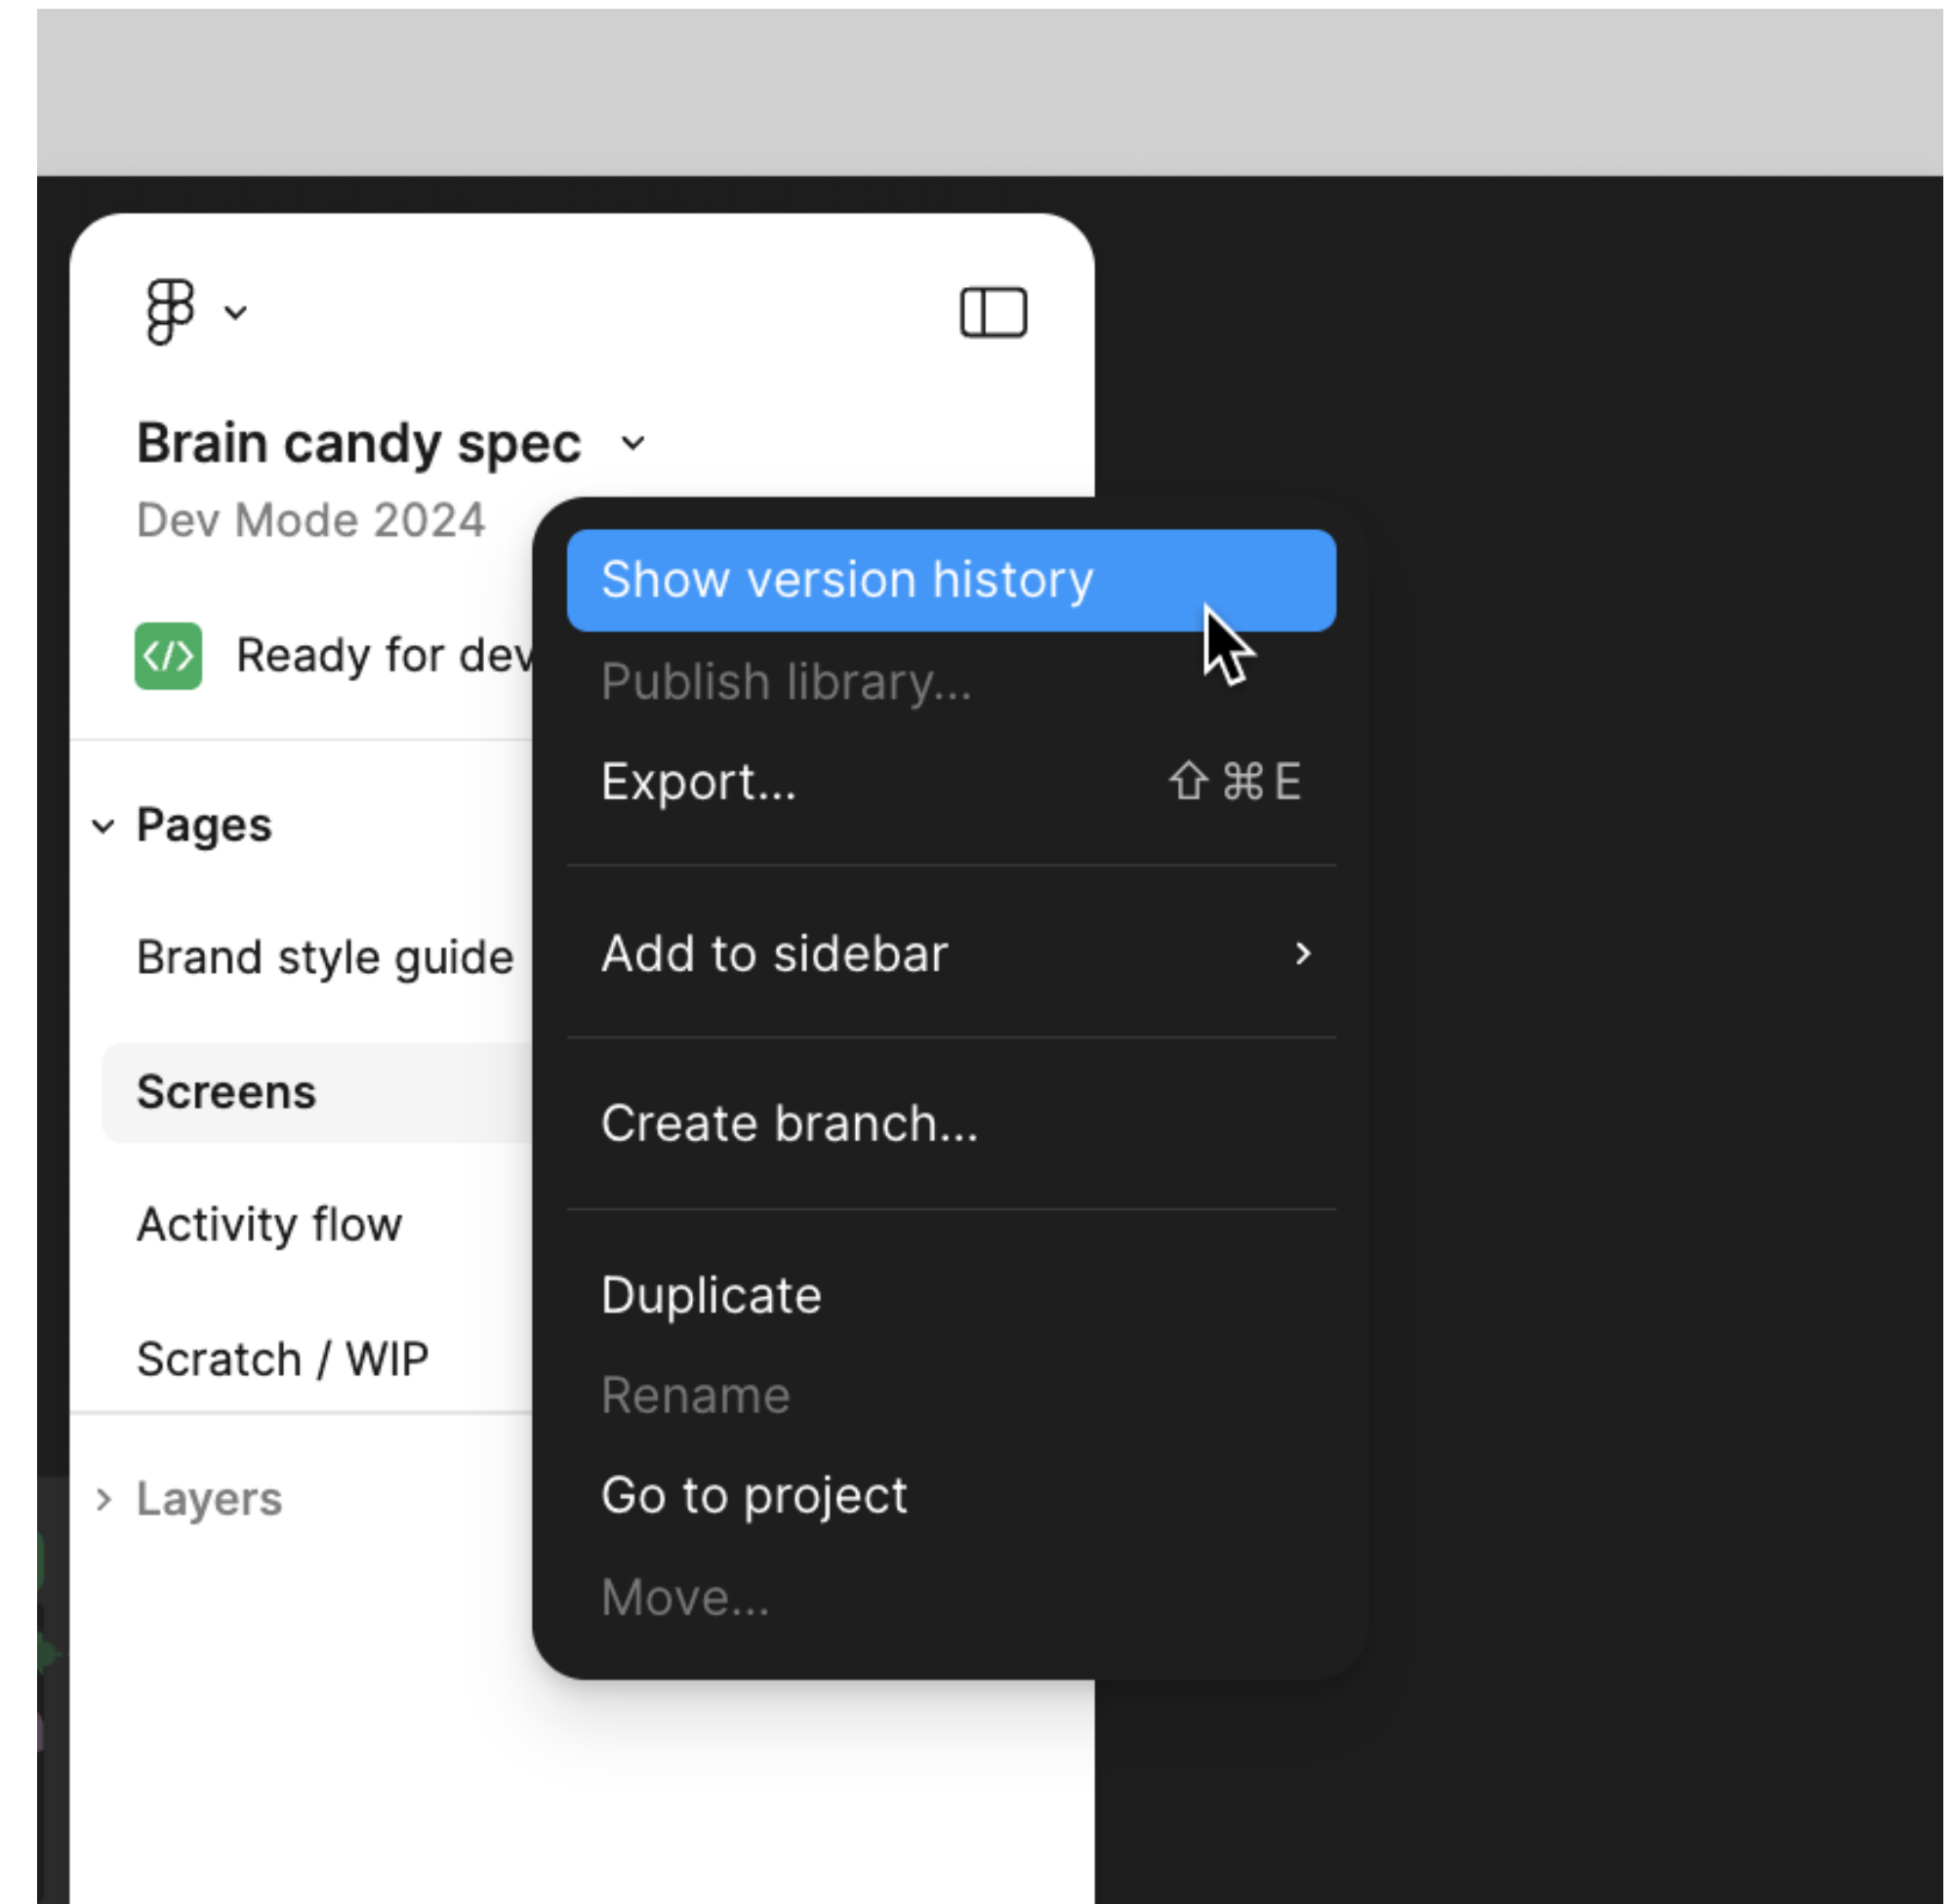 Brain candy spec
Dev Mode 2024
Ready for dev
Pages
Brand style guide
Screens
Activity flow
Scratch / WIP
Layers
Show version history
Publish library...
Export... ⇧⌘E
Add to sidebar
Create branch...
Duplicate
Rename
Go to project
Move...